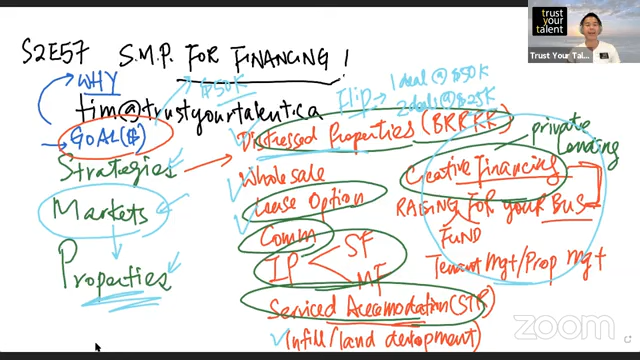 S2E57 S.M.P. FOR FINANCING!
WHY
$50K
tim@trustyourtalent.ca
Flip → 1 deal @ $50K
2 deal @ $25K
GOAL($)
Strategies
Markets
Properties
Distressed Properties (BRRRR)
Wholesale
Lease Option
Comm
IP < SF
MF
Serviced Accomodation (STR)
Infill/land development)
private lending
Creative Financing
RAISING FOR YOUR BUS
FUND
Tenant Mgt/Prop Mgt
trust
your
talent
Trust Your Tal...
zoom